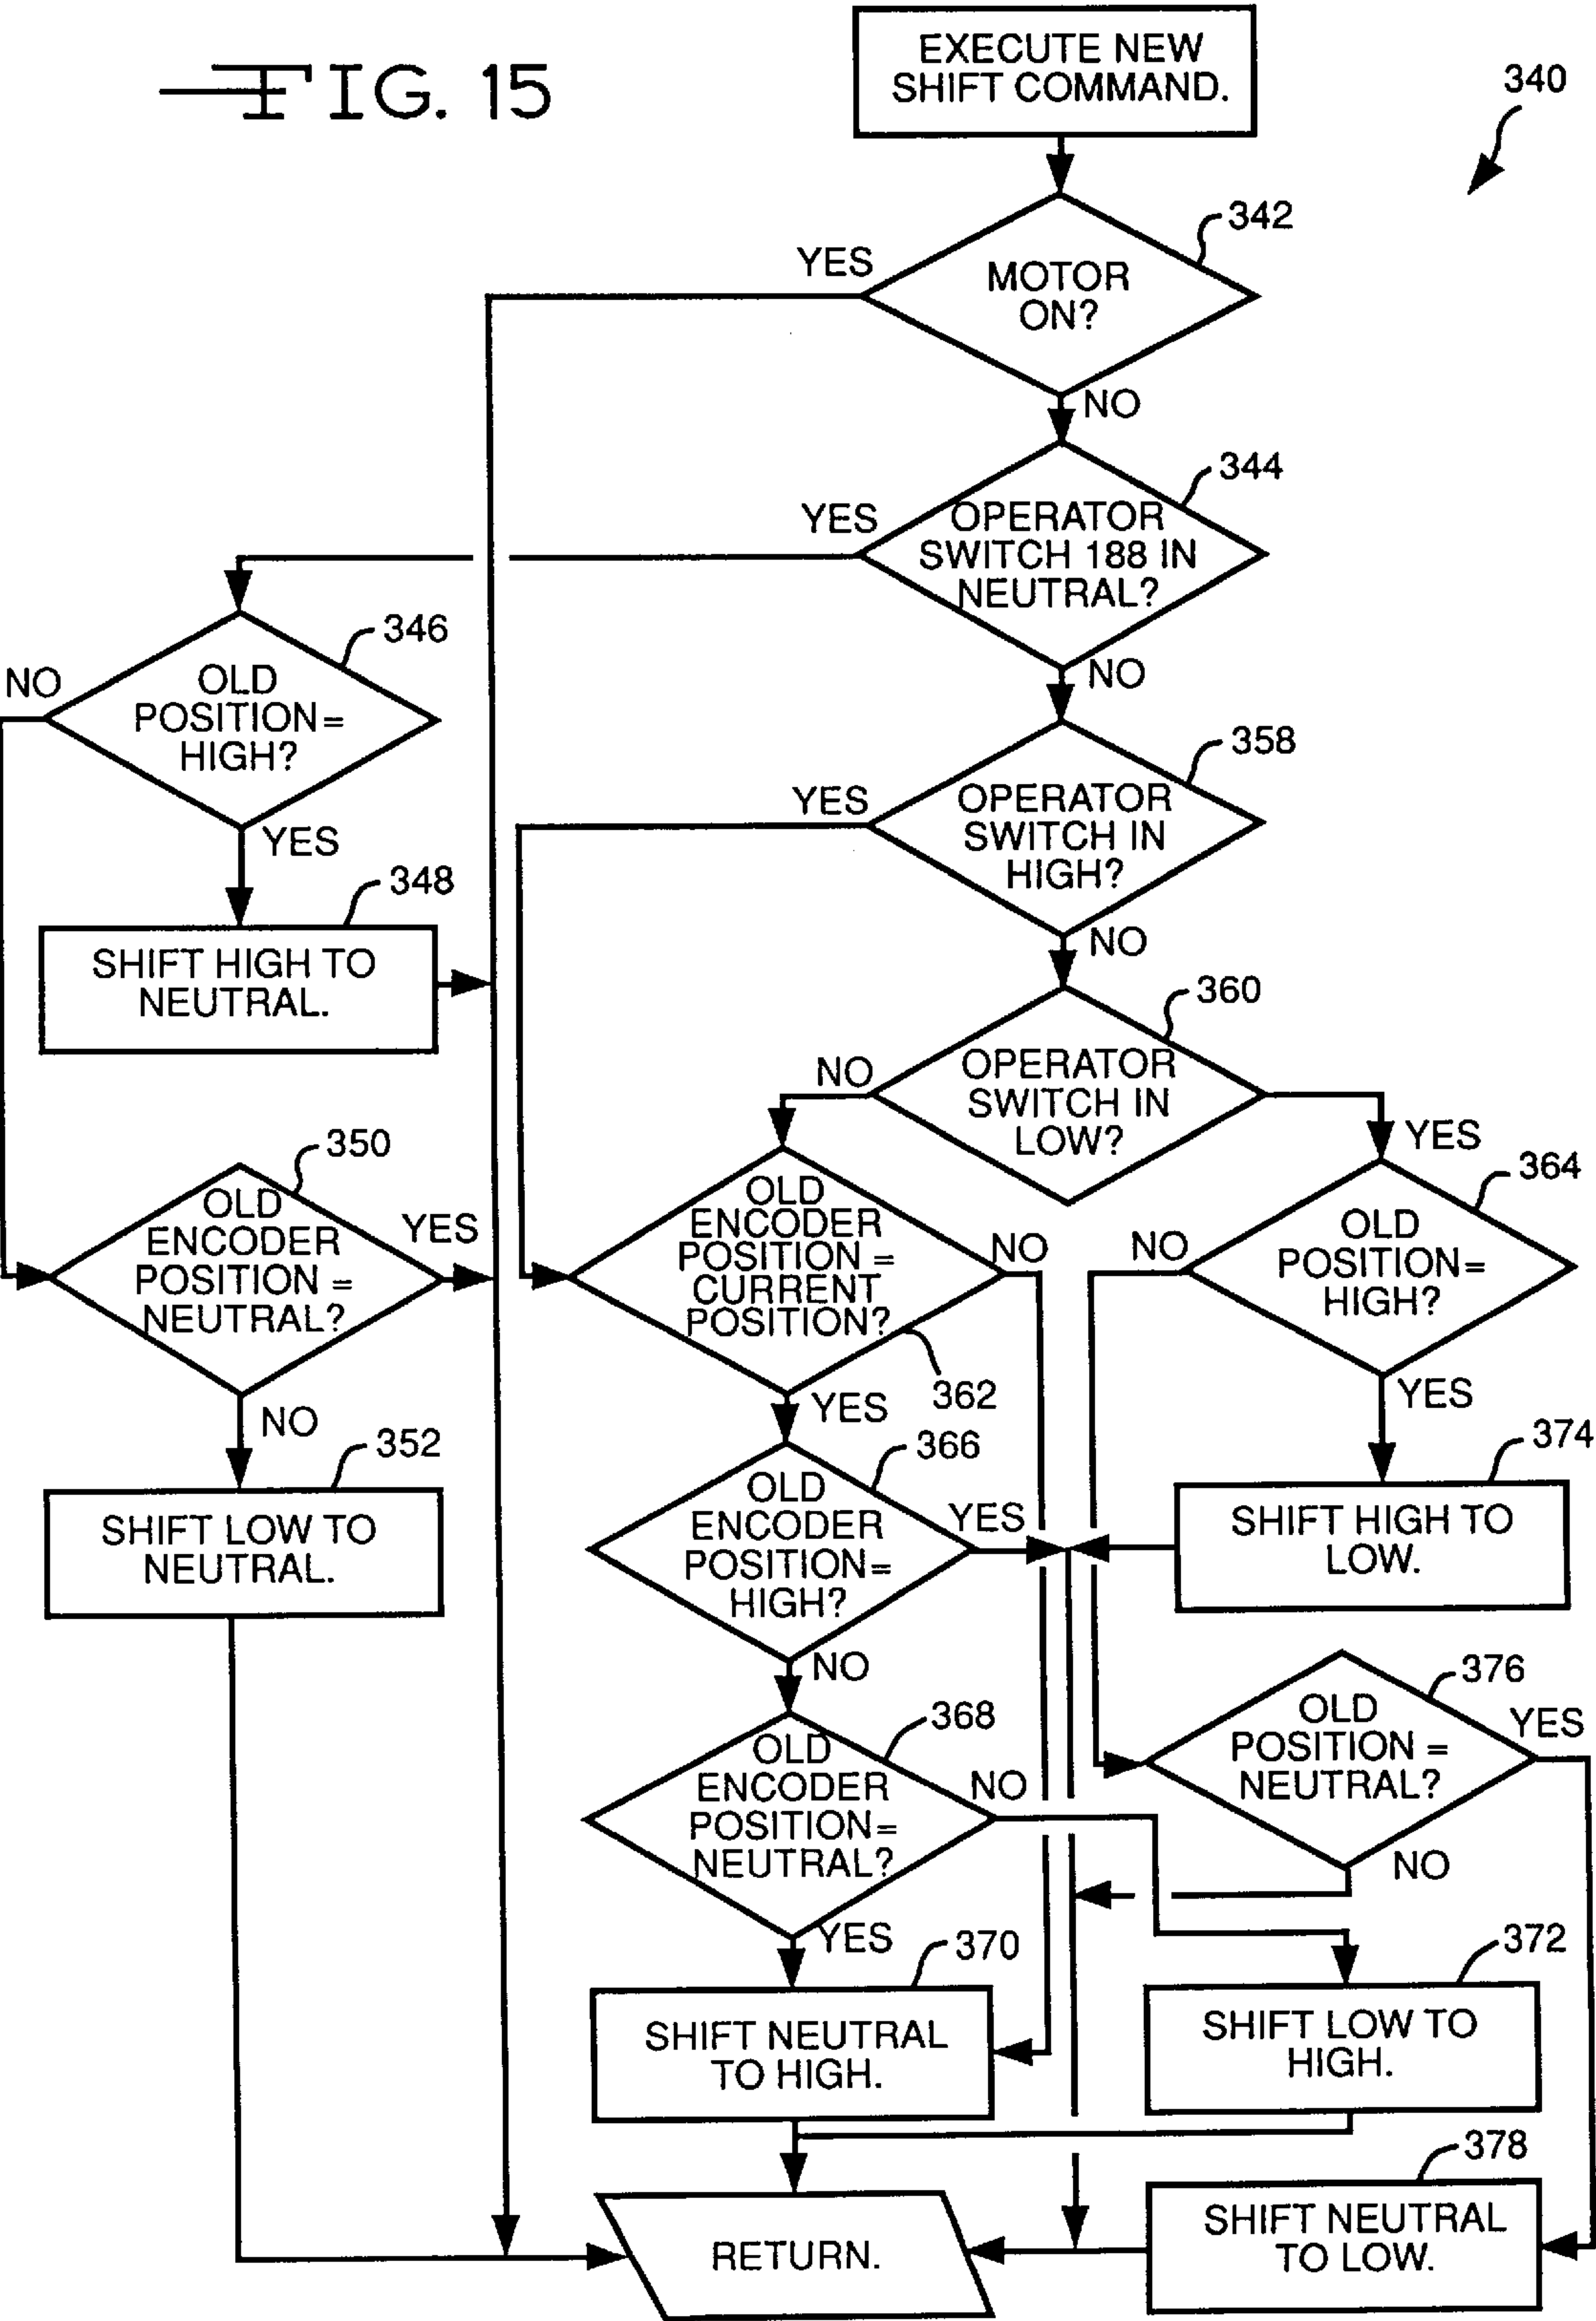 FIG. 15
EXECUTE NEW
SHIFT COMMAND.
340
342
YES
MOTOR
ON?
NO
344
YES
OPERATOR
SWITCH 188 IN
NEUTRAL?
NO
346
NO
OLD
POSITION=
HIGH?
YES
358
YES
OPERATOR
SWITCH IN
HIGH?
NO
348
SHIFT HIGH TO
NEUTRAL.
360
NO
OPERATOR
SWITCH IN
LOW?
YES
350
OLD
ENCODER
POSITION =
NEUTRAL?
YES
NO
OLD
ENCODER
POSITION =
CURRENT
POSITION?
NO
362
YES
364
NO
OLD
POSITION=
HIGH?
YES
352
SHIFT LOW TO
NEUTRAL.
366
OLD
ENCODER
POSITION=
HIGH?
YES
NO
374
SHIFT HIGH TO
LOW.
368
OLD
ENCODER
POSITION=
NEUTRAL?
NO
YES
376
OLD
POSITION =
NEUTRAL?
YES
NO
370
SHIFT NEUTRAL
TO HIGH.
372
SHIFT LOW TO
HIGH.
378
SHIFT NEUTRAL
TO LOW.
RETURN.